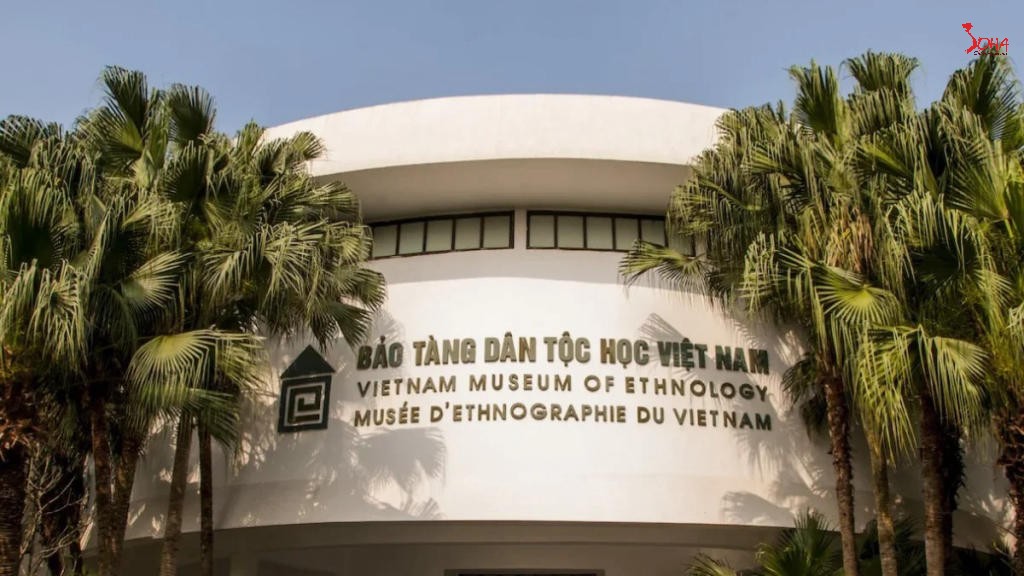 BẢO TÀNG DÂN TỘC HỌC VIỆT NAM
VIETNAM MUSEUM OF ETHNOLOGY
MUSÉE D'ETHNOGRAPHIE DU VIETNAM